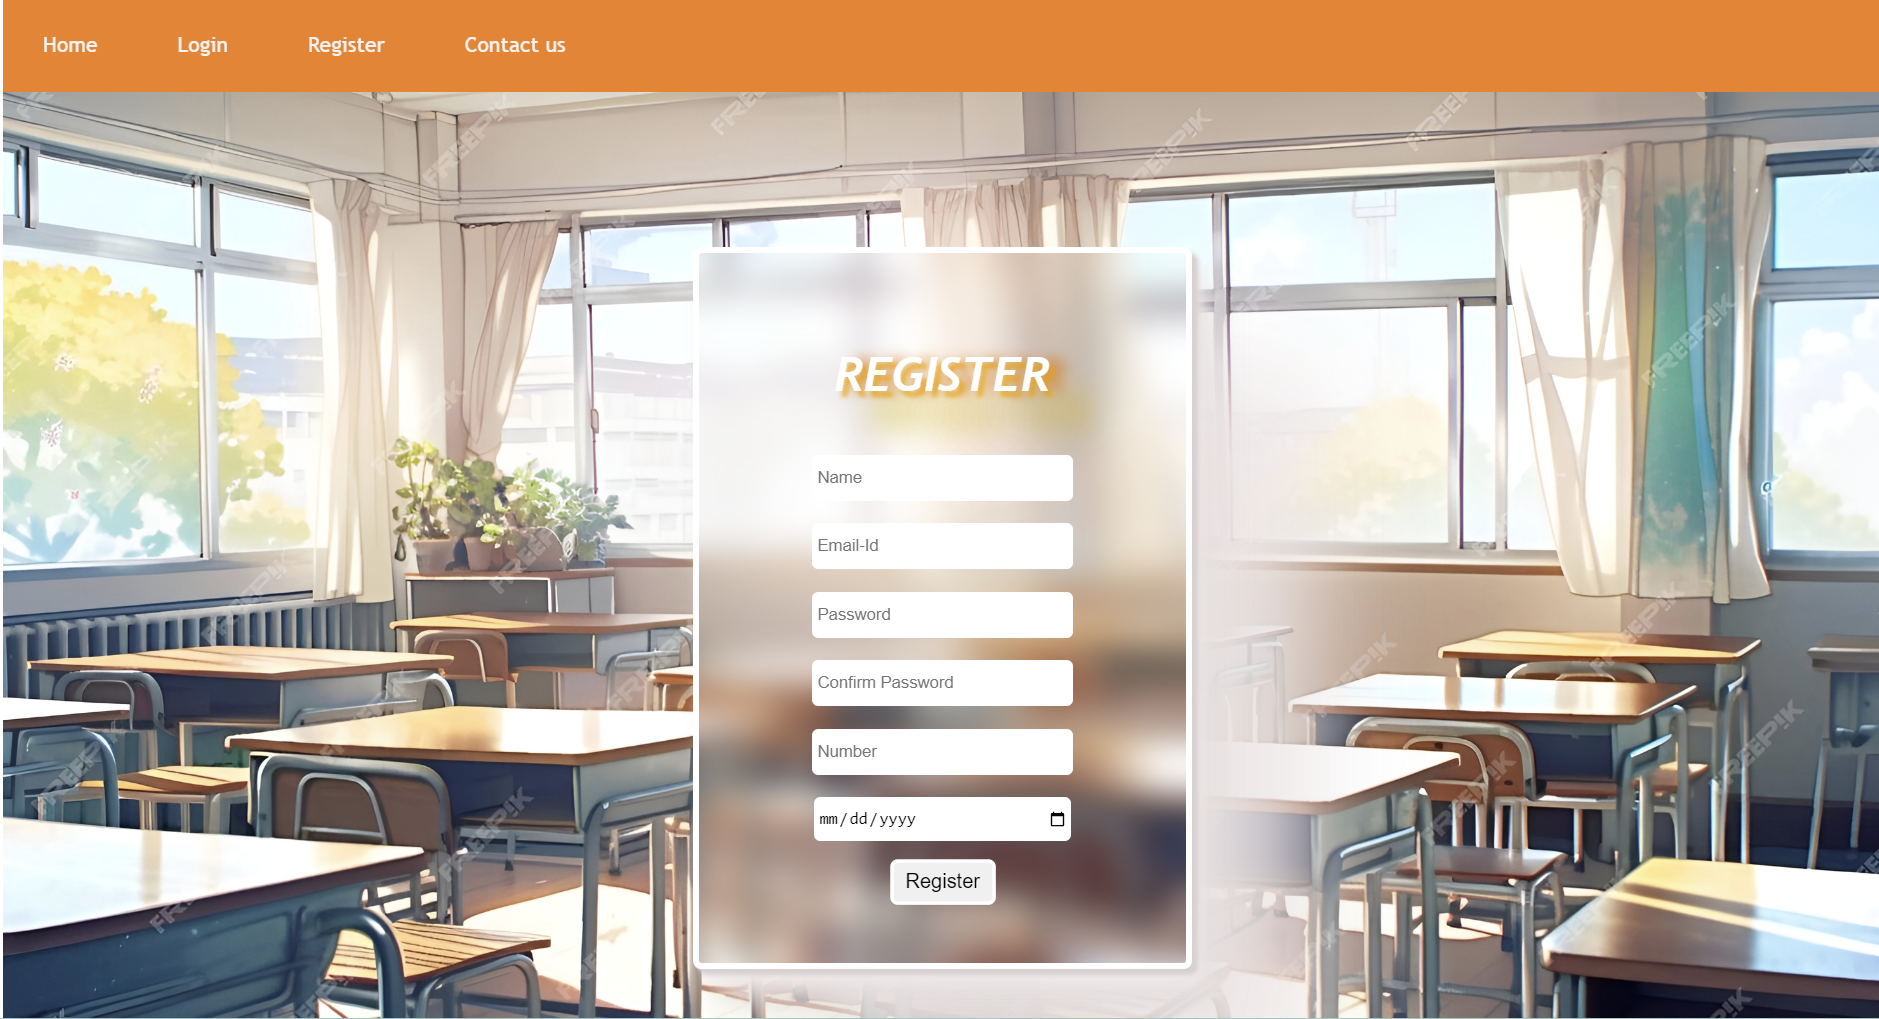 Home Login Register Contact us
REGISTER
Name
Email-Id
Password
Confirm Password
Number
mm/dd/yyyy
Register
FREEPIK